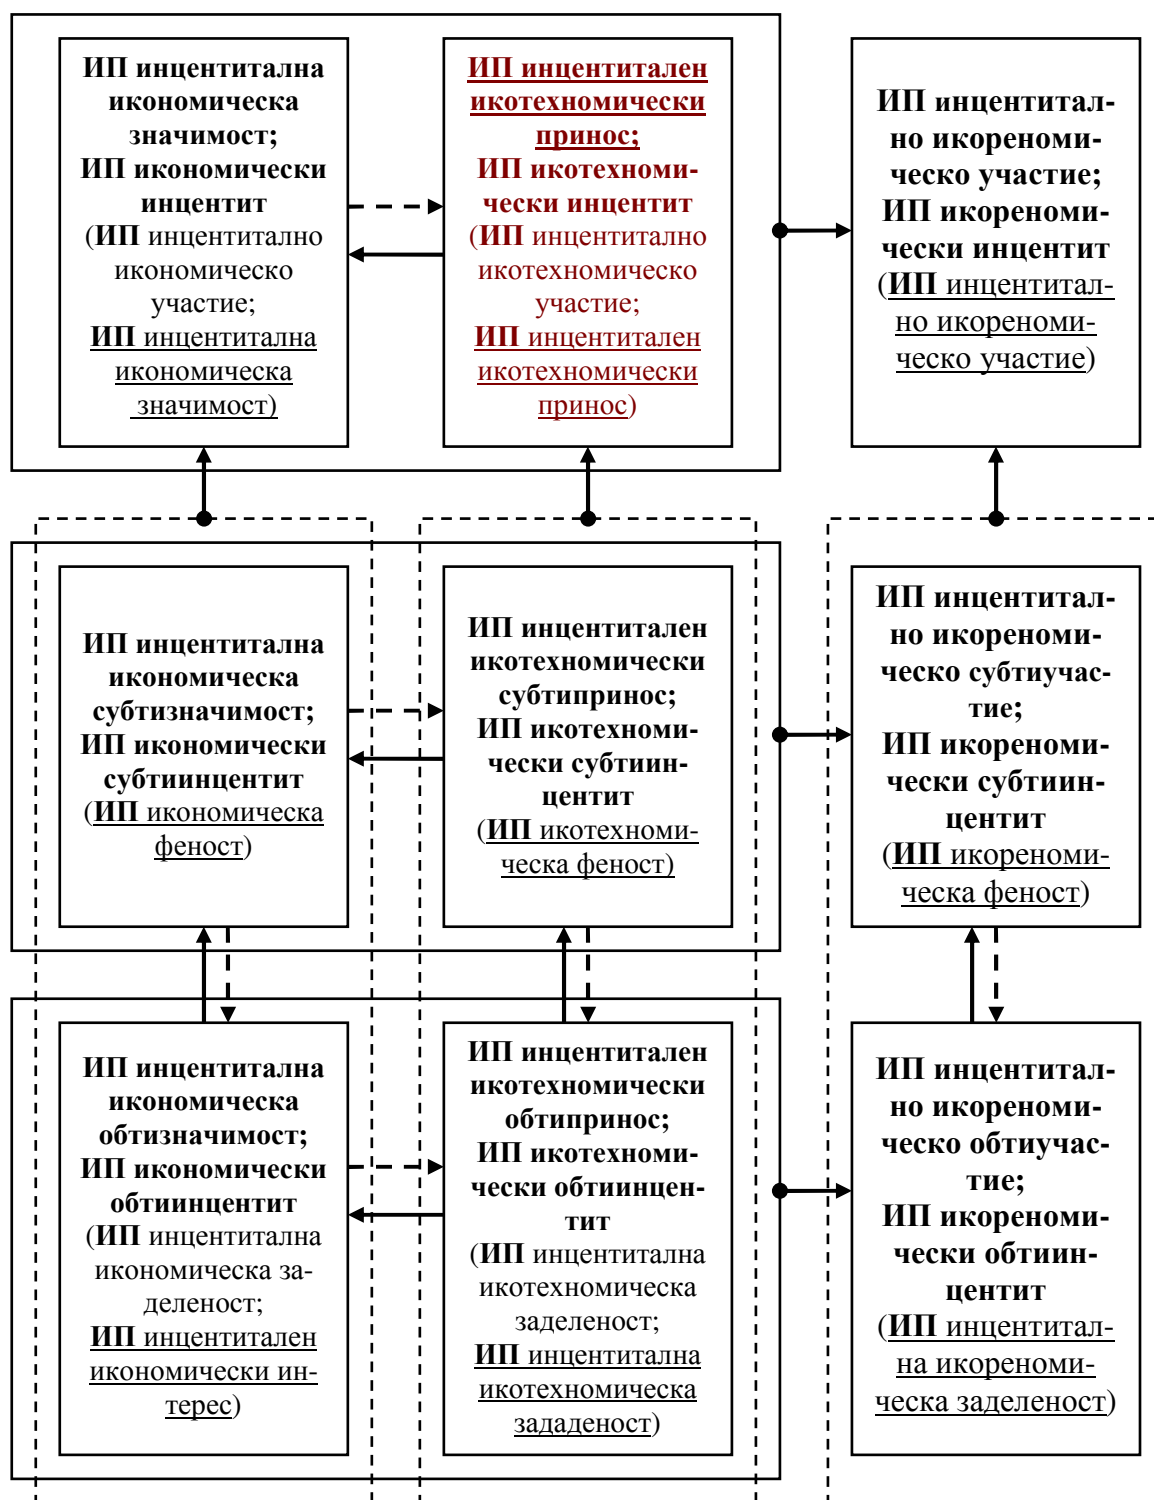 ИП инцентитална
икономическа
значимост;
ИП икономически
инцентит
(ИП инцентитално
икономическо
участие;
ИП инцентитална
икономическа
значимост)
ИП инцентитален
икотехномически
принос;
ИП икотехноми-
чески инцентит
(ИП инцентитално
икотехномическо
участие;
ИП инцентитален
икотехномически
принос)
ИП инцентитал-
но икореноми-
ческо участие;
ИП икореноми-
чески инцентит
(ИП инцентитал-
но икореноми-
ческо участие)
ИП инцентитална
икономическа
субтизначимост;
ИП икономически
субтиинцентит
(ИП икономическа
феност)
ИП инцентитален
икотехномически
субтипринос;
ИП икотехноми-
чески субтиин-
центит
(ИП икотехноми-
ческа феност)
ИП инцентитал-
но икореноми-
ческо субтиучас-
тие;
ИП икореноми-
чески субтиин-
центит
(ИП икореноми-
ческа феност)
ИП инцентитална
икономическа
обтизначимост;
ИП икономически
обтиинцентит
(ИП инцентитална
икономическа за-
деленост;
ИП инцентитален
икономически ин-
терес)
ИП инцентитален
икотехномически
обтипринос;
ИП икотехноми-
чески обтиинцен-
тит
(ИП инцентитална
икотехномическа
заделеност;
ИП инцентитална
икотехномическа
зададеност)
ИП инцентитал-
но икореноми-
ческо обтиучас-
тие;
ИП икореноми-
чески обтиин-
центит
(ИП инцентитал-
на икореноми-
ческа заделеност)